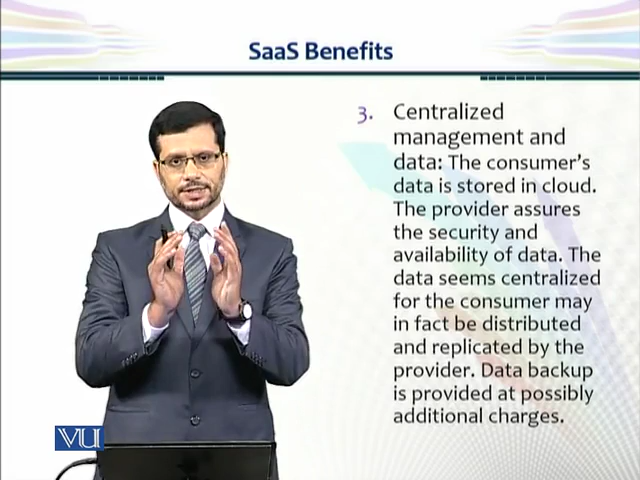 SaaS Benefits
3. Centralized
management and
data: The consumer's
data is stored in cloud.
The provider assures
the security and
availability of data. The
data seems centralized
for the consumer may
in fact be distributed
and replicated by the
provider. Data backup
is provided at possibly
additional charges.
VU